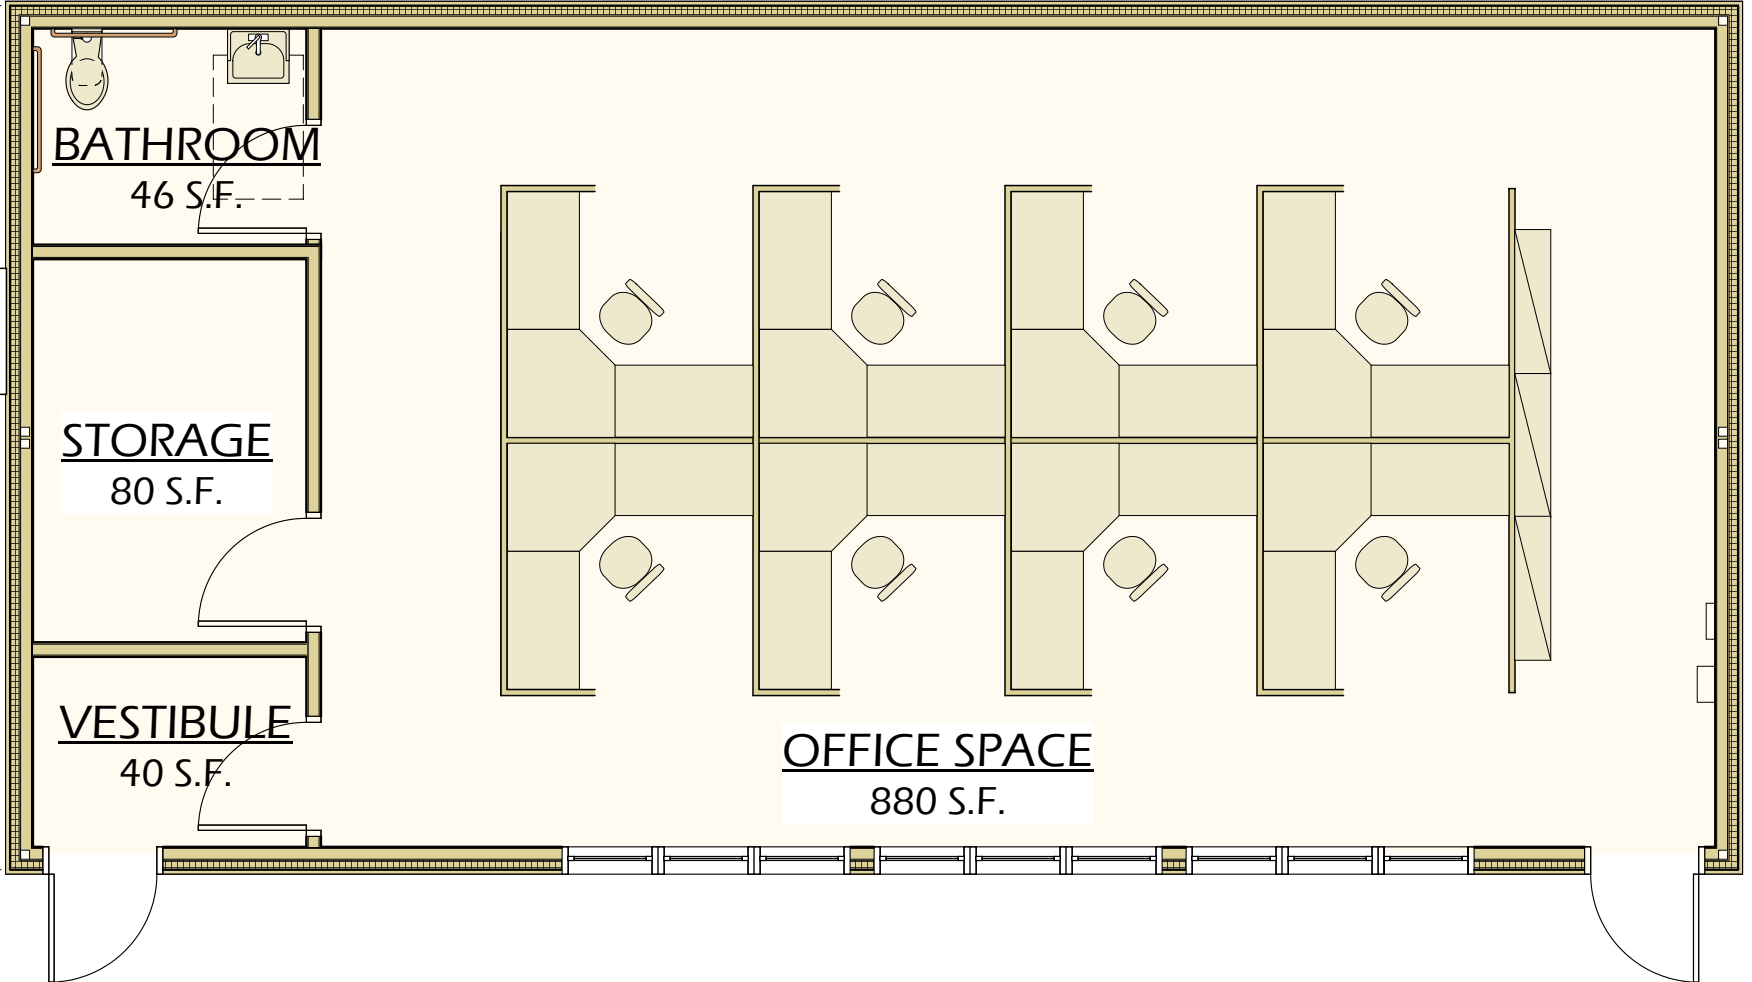 BATHROOM
46 S.F.
STORAGE
80 S.F.
VESTIBULE
40 S.F.
OFFICE SPACE
880 S.F.